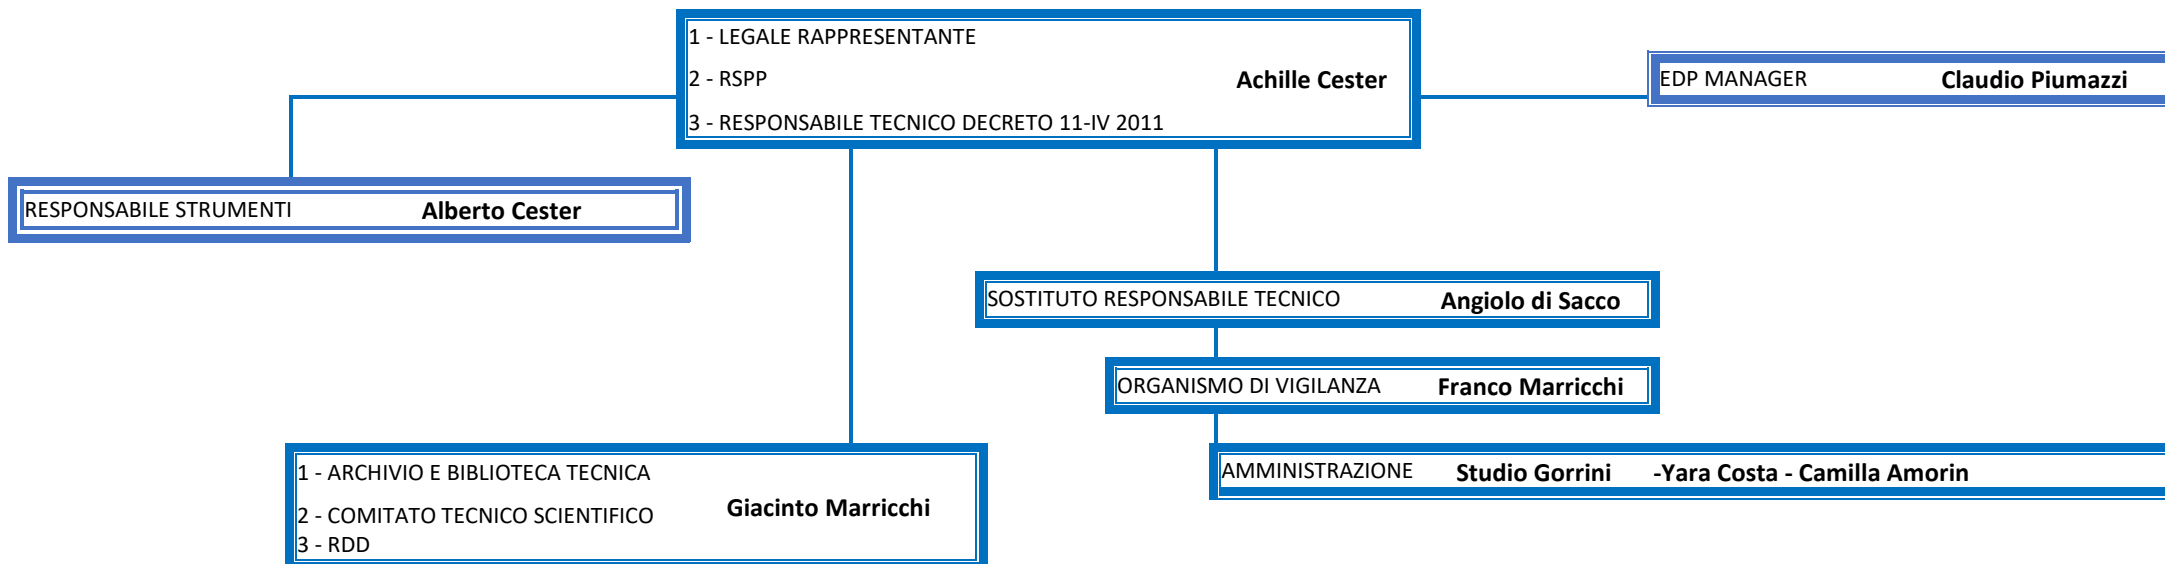 1 - LEGALE RAPPRESENTANTE
2 - RSPP
Achille Cester
3 - RESPONSABILE TECNICO DECRETO 11-IV 2011
EDP MANAGER Claudio Piumazzi
RESPONSABILE STRUMENTI Alberto Cester
SOSTITUTO RESPONSABILE TECNICO Angiolo di Sacco
ORGANISMO DI VIGILANZA Franco Marricchi
1 - ARCHIVIO E BIBLIOTECA TECNICA
2 - COMITATO TECNICO SCIENTIFICO
Giacinto Marricchi
3 - RDD
AMMINISTRAZIONE Studio Gorrini -Yara Costa - Camilla Amorin